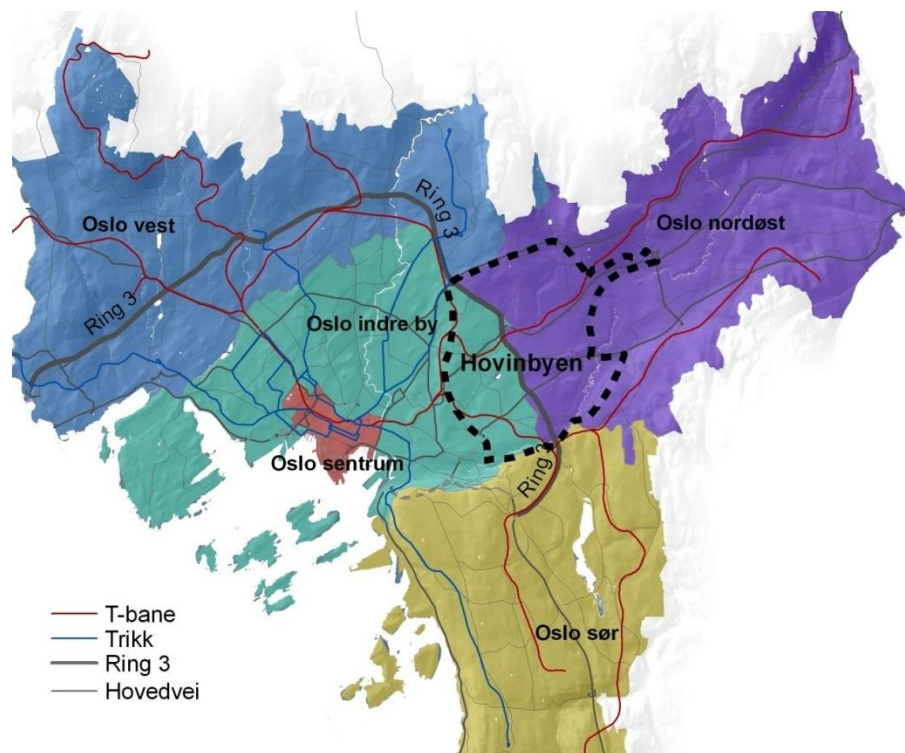 Ring 3
Oslo vest
Oslo nordøst
Ring 3
Oslo indre by
Hovinbyen
Oslo sentrum
Ring 3
Oslo sør
T-bane
Trikk
Ring 3
Hovedvei